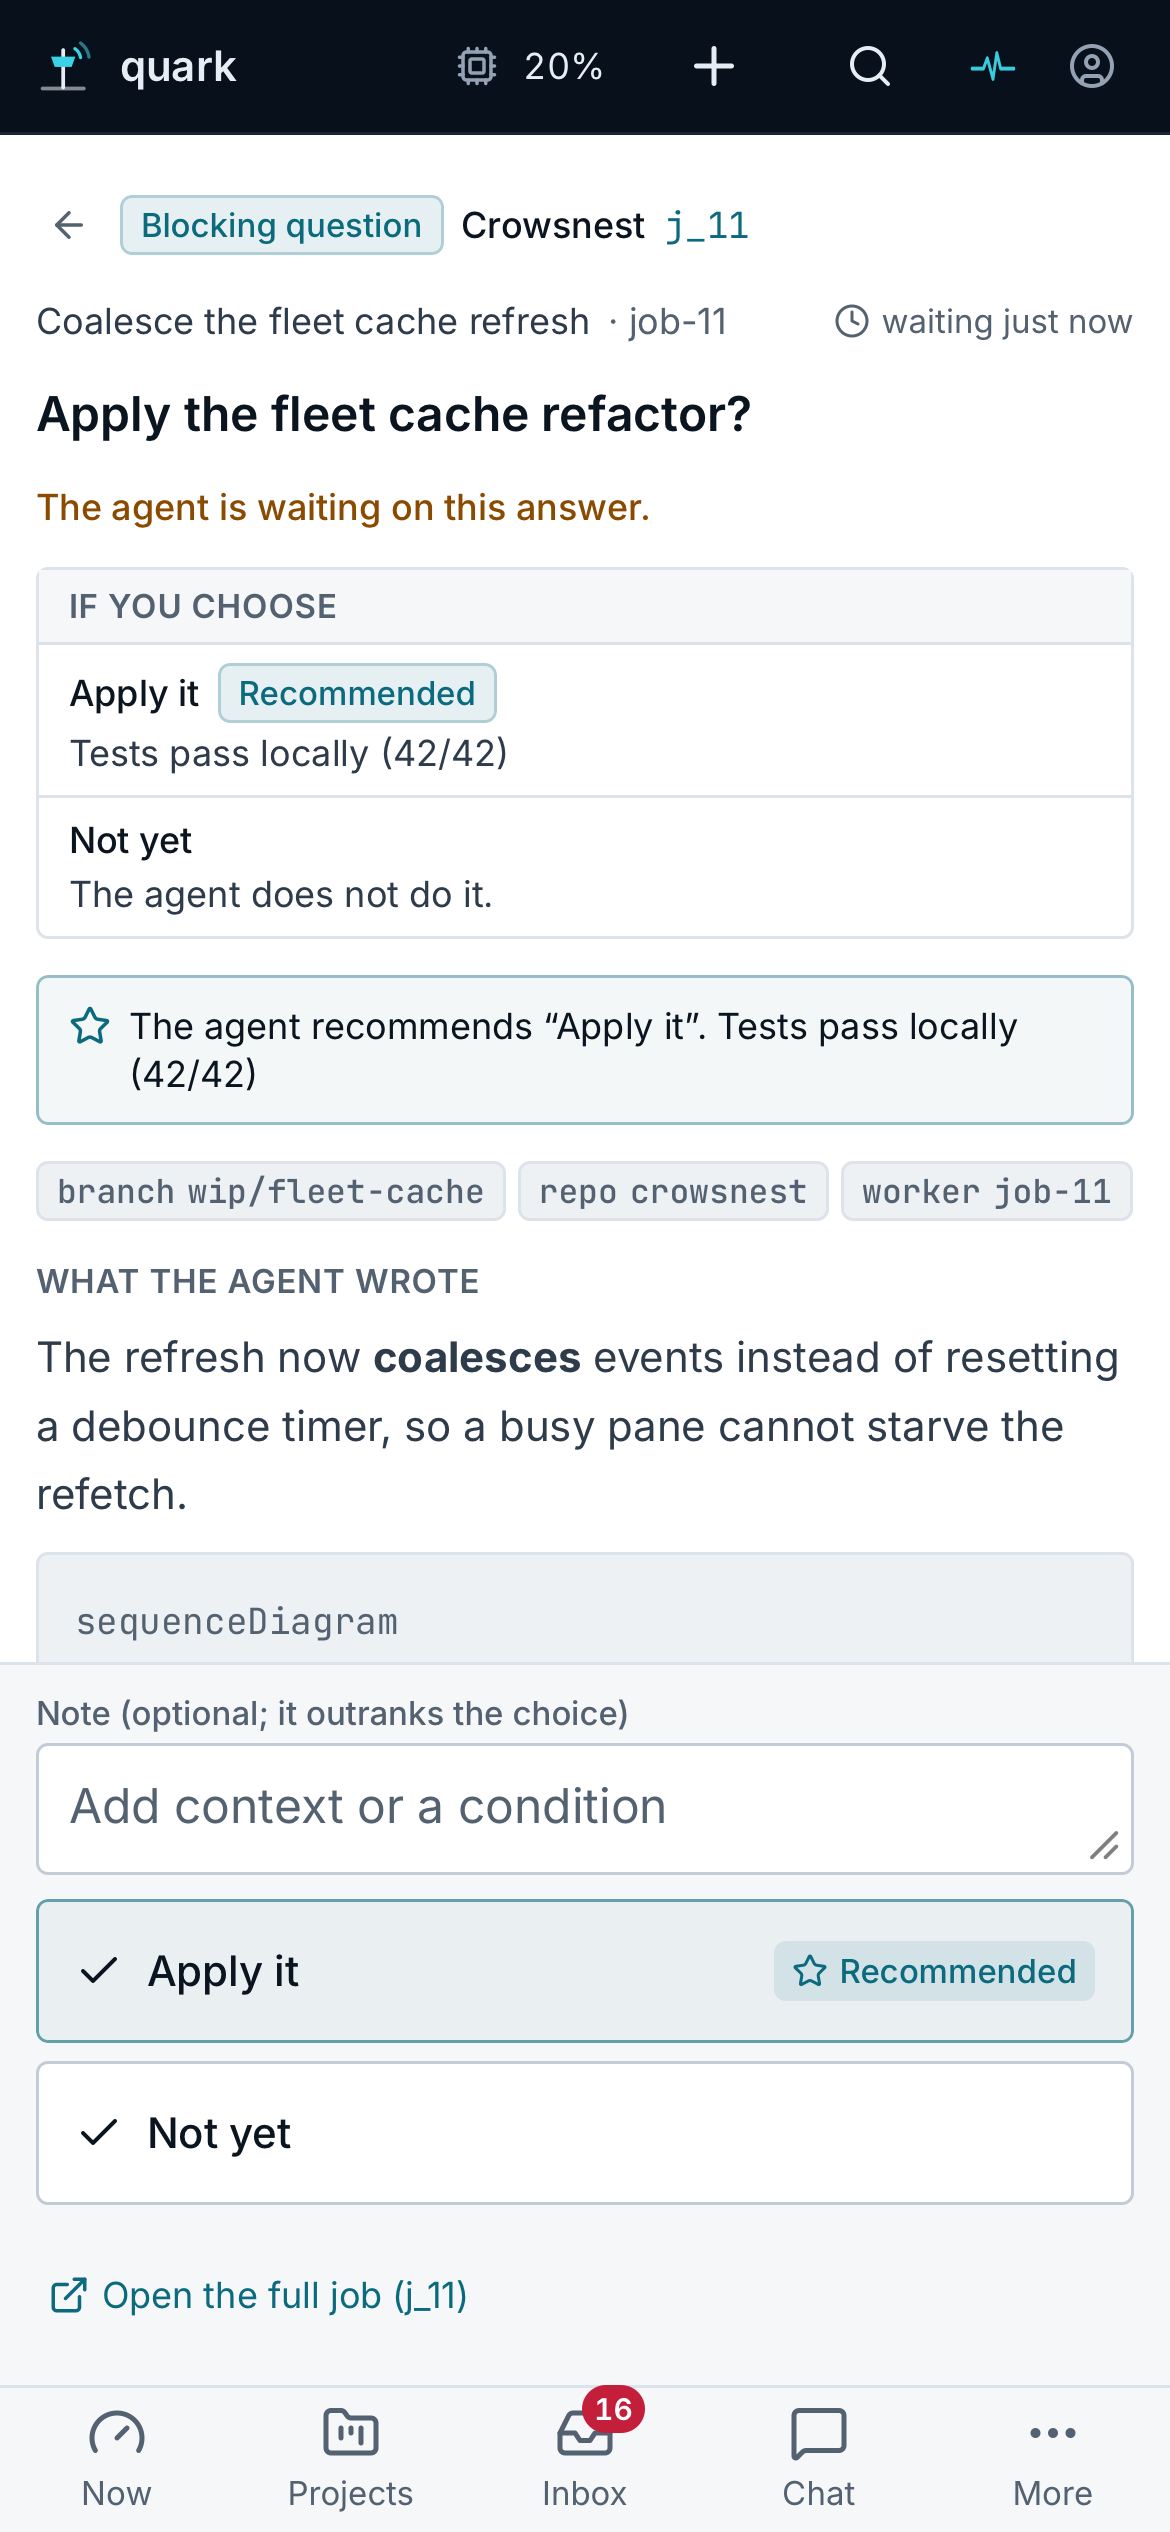 quark
20%
Blocking question Crowsnest j_11
Coalesce the fleet cache refresh · job-11
waiting just now
Apply the fleet cache refactor?
The agent is waiting on this answer.
IF YOU CHOOSE
Apply it Recommended
Tests pass locally (42/42)
Not yet
The agent does not do it.
The agent recommends “Apply it”. Tests pass locally
(42/42)
branch wip/fleet-cache repo crowsnest worker job-11
WHAT THE AGENT WROTE
The refresh now coalesces events instead of resetting
a debounce timer, so a busy pane cannot starve the
refetch.
sequenceDiagram
Note (optional; it outranks the choice)
Add context or a condition
Apply it Recommended
Not yet
Open the full job (j_11)
16
Now Projects Inbox Chat More